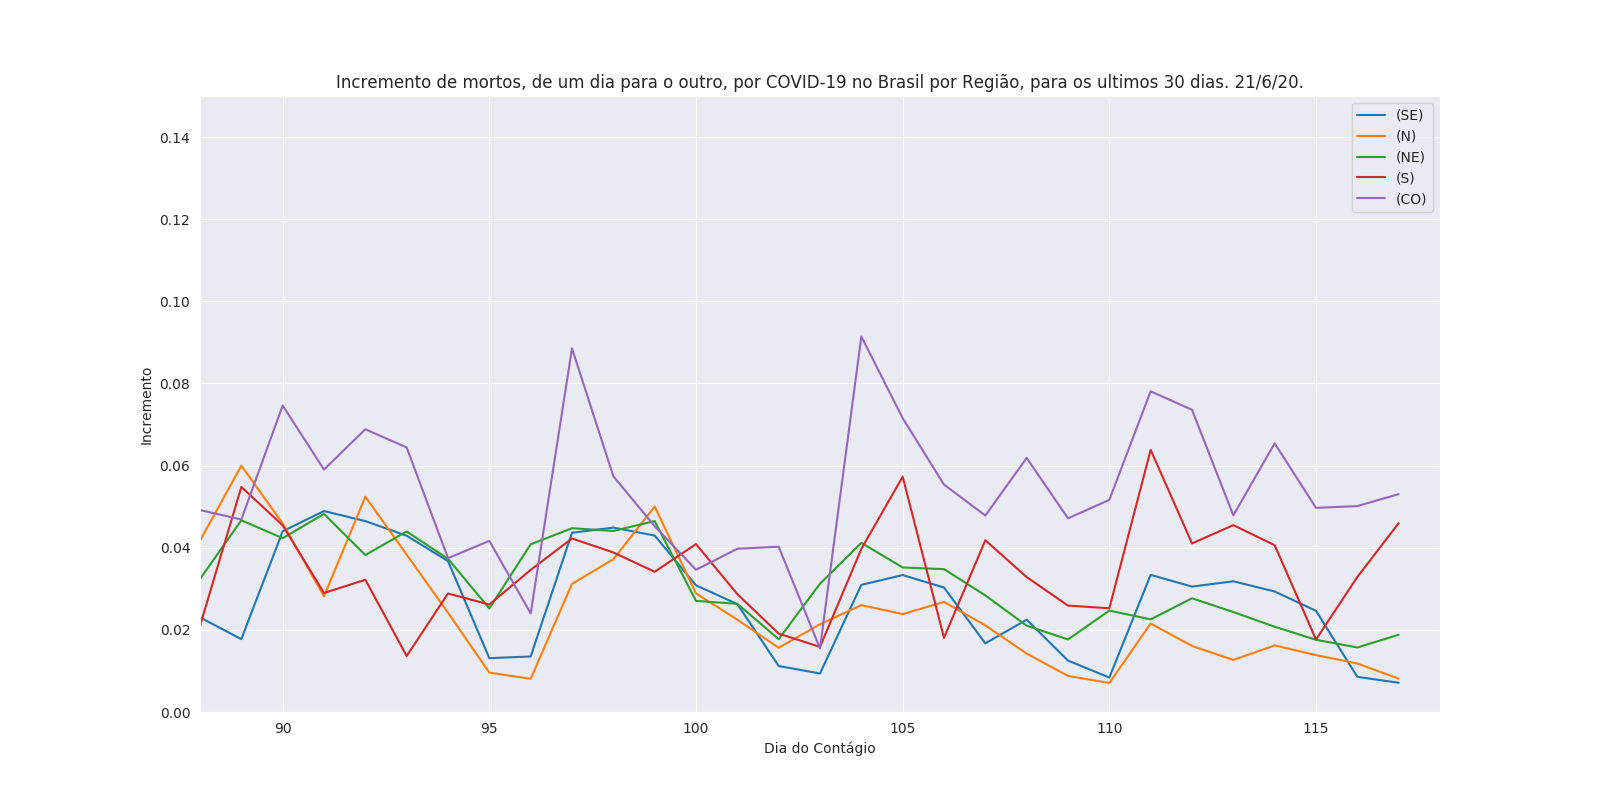 Incremento de mortos, de um dia para o outro, por COVID-19 no Brasil por Região, para os ultimos 30 dias. 21/6/20.
(SE)
(N)
(NE)
(S)
(CO)
0.14
0.12
0.10
0.08
0.06
0.04
0.02
0.00
Incremento
90 95 100 105 110 115
Dia do Contágio